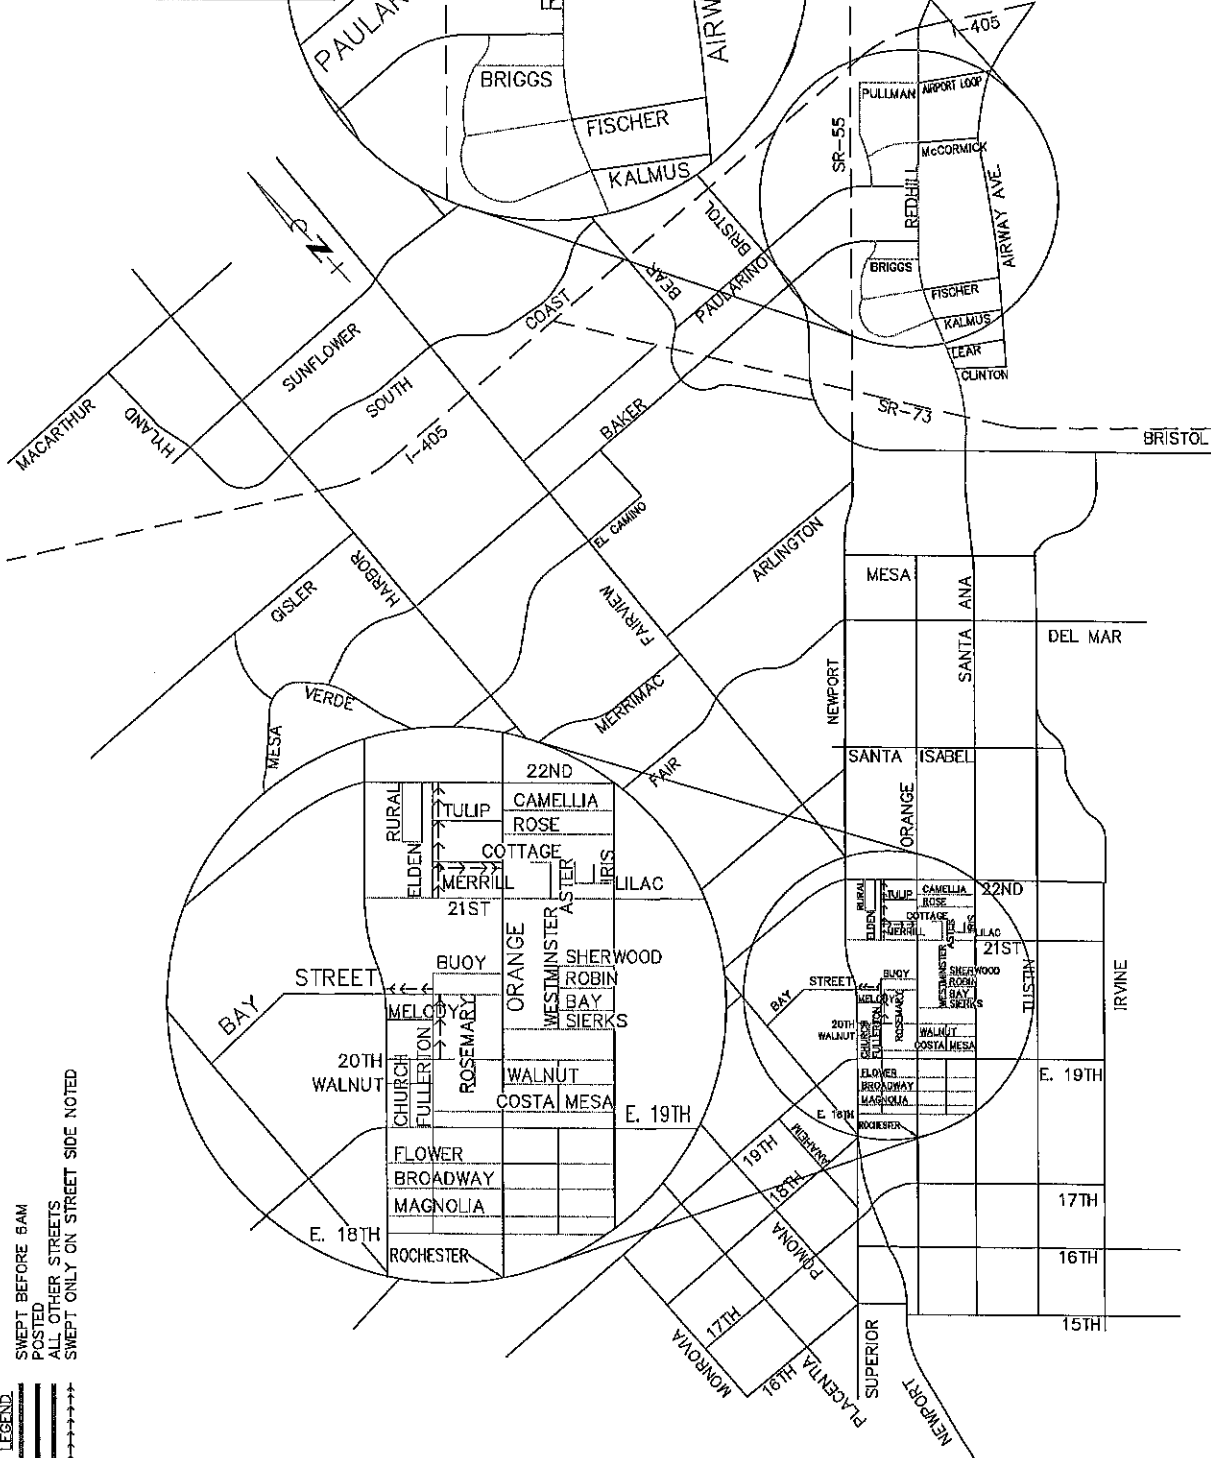 PAULAR
R
AIRW
BRIGGS
FISCHER
KALMUS
I-405
PULLMAN
AIRPORT LOOP
SR-55
McCORMICK
REDHILL
AIRWAY AVE.
BRIGGS
FISCHER
KALMUS
LEAR
CLINTON
BRISTOL
BEAR
PAULARINO
N
COAST
SUNFLOWER
SOUTH
MACARTHUR
HYLAND
I-405
BAKER
SR-73
BRISTOL
EL CAMINO
ARLINGTON
GISLER
HARBOR
FAIRVIEW
MESA
SANTA ANA
DEL MAR
NEWPORT
VERDE
MESA
MERRIMAC
FAIR
SANTA ISABEL
ORANGE
22ND
RURAL
TULIP
CAMELLIA
ROSE
ELDEN
COTTAGE
MERRILL
ASTER
IRIS
LILAC
21ST
ORANGE
WESTMINSTER
BUOY
SHERWOOD
ROBIN
BAY
SIERKS
BAY
STREET
MELODY
ROSEMARY
20TH
WALNUT
CHURCH
FULLERTON
WALNUT
COSTA MESA
E. 19TH
FLOWER
BROADWAY
MAGNOLIA
E. 18TH
ROCHESTER
RURAL
ELDEN
TULIP
CAMELLIA
ROSE
22ND
COTTAGE
MERRILL
ASTER
IRIS
LILAC
21ST
WESTMINSTER
BUOY
SHERWOOD
ROBIN
BAY
SIERKS
BAY
STREET
MELODY
ROSEMARY
TUSTIN
IRVINE
20TH
WALNUT
CHURCH
FULLERTON
WALNUT
COSTA MESA
E. 19TH
FLOWER
BROADWAY
MAGNOLIA
E. 18TH
ROCHESTER
19TH
ANAHEIM
18TH
POMONA
17TH
16TH
15TH
17TH
MONROVIA
16TH
PLACENTIA
SUPERIOR
NEWPORT
LEGEND
SWEPT BEFORE 8AM
POSTED
ALL OTHER STREETS
SWEPT ONLY ON STREET SIDE NOTED